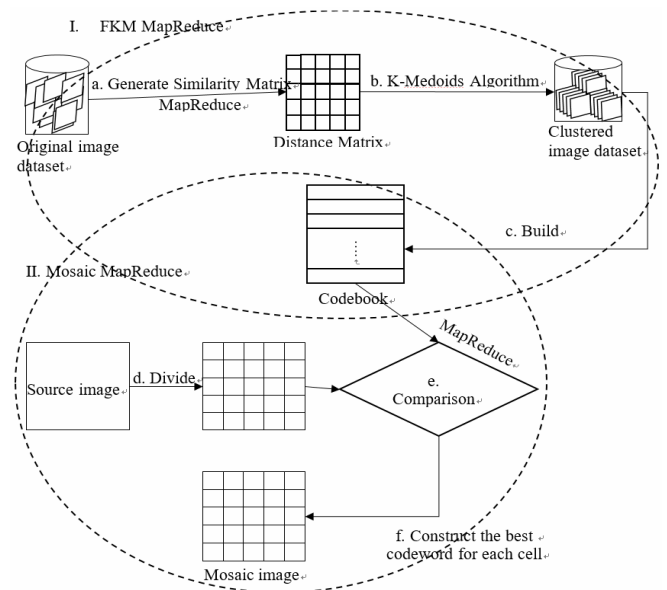 I. FKM MapReduce
a. Generate Similarity Matrix
MapReduce
b. K-Medoids Algorithm
Original image
dataset
Distance Matrix
Clustered
image dataset
c. Build
II. Mosaic MapReduce
Codebook
MapReduce
Source image
d. Divide
e.
Comparison
f. Construct the best
codeword for each cell
Mosaic image